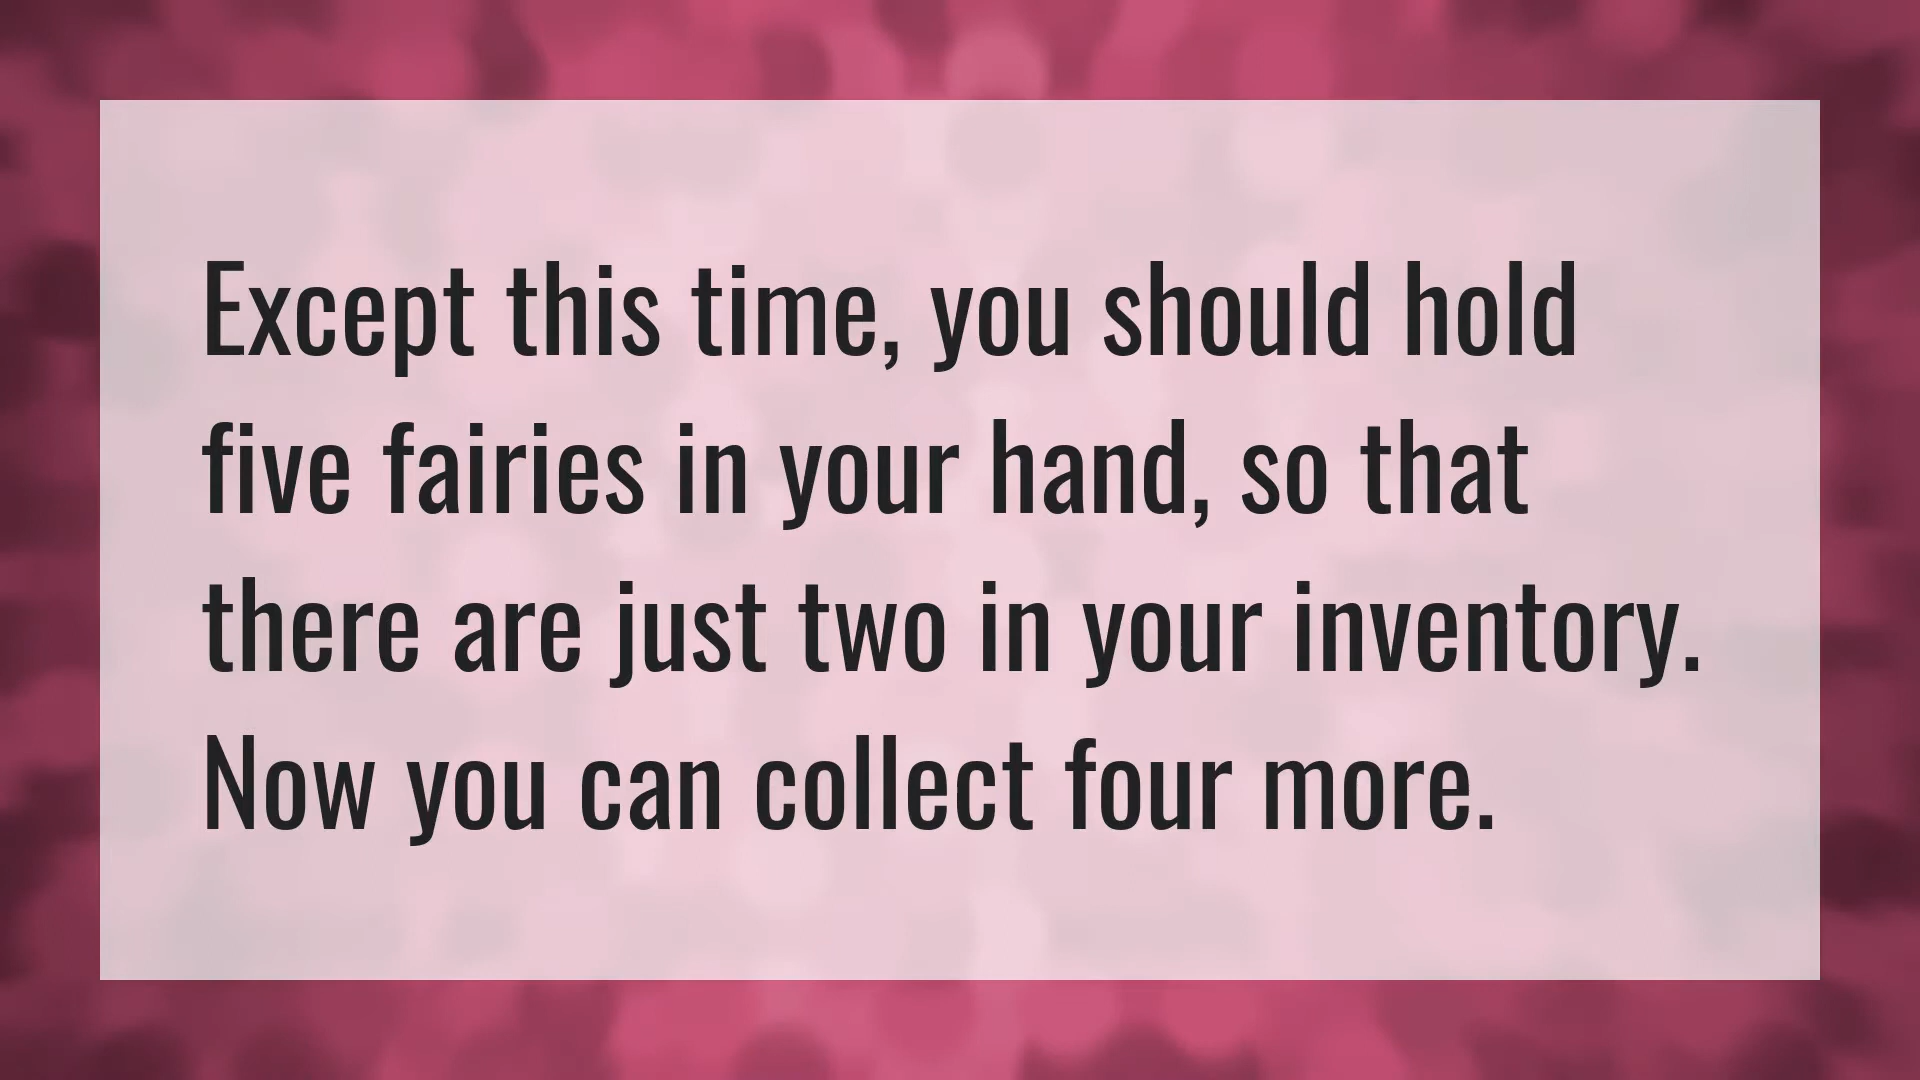 Except this time, you should hold
five fairies in your hand, so that
there are just two in your inventory.
Now you can collect four more.